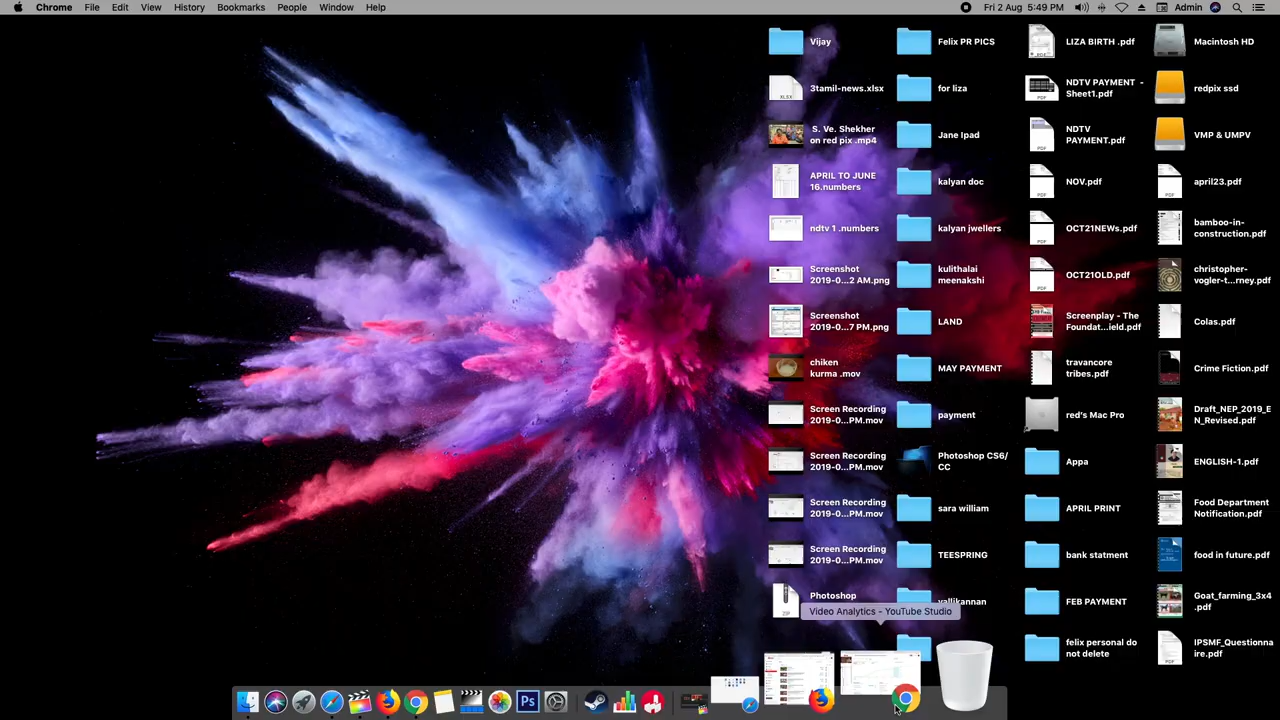 Chrome File Edit View History Bookmarks People Window Help
Fri 2 Aug 5:49 PM Admin
Vijay
3tamil-news.xlsx
S. Ve. Shekher
on red pix .mp4
APRIL TO JUNE
16.numbers
ndtv 1 .numbers
Screenshot
2019-0...2 AM.png
Screenshot
2019-0...7 PM.png
chiken
kurma .mov
Screen Recording
2019-0...PM.mov
Screen Recording
2019-0...PM.mov
Screen Recording
2019-0...PM.mov
Screen Recording
2019-0...PM.mov
Photoshop
Felix PR PICS
for liza
Jane Ipad
kalyan doc
kalyan jwellers
kulithalai
meenakshi
LAND
MAY PAYMENT
payment
Photoshop CS6/
CC
sara william
TEESPRING
vallikannan
Video Analytics - YouTube Studio
LIZA BIRTH .pdf
NDTV PAYMENT -
Sheet1.pdf
NDTV
PAYMENT.pdf
NOV.pdf
OCT21NEWs.pdf
OCT21OLD.pdf
Screenplay - The
Foundat...ield.pdf
travancore
tribes.pdf
red's Mac Pro
Appa
APRIL PRINT
bank statment
FEB PAYMENT
felix personal do
not delete
Macintosh HD
redpix ssd
VMP & UMPV
april23.pdf
bamboo-in-
construction.pdf
christopher-
vogler-t...rney.pdf
Coins.pdf
Crime Fiction.pdf
Draft_NEP_2019_E
N_Revised.pdf
ENGLISH-1.pdf
Food Department
Notification.pdf
food in future.pdf
Goat_farming_3x4
.pdf
IPSMF_Questionna
ire.pdf
XLSX
ZIP
PDF
Ps